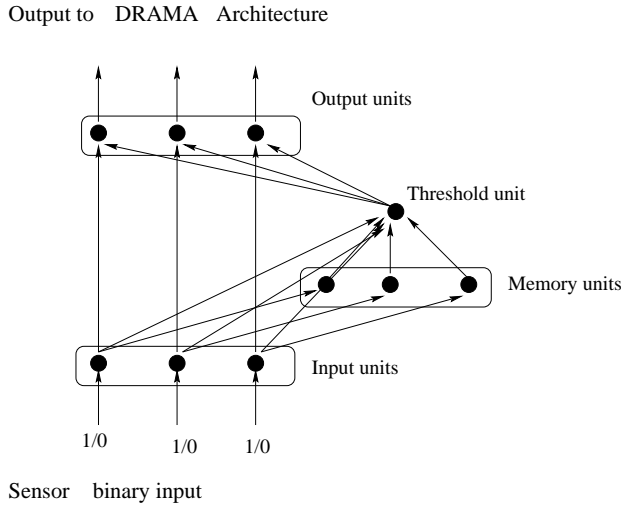 Output to DRAMA Architecture
Output units
Threshold unit
Memory units
Input units
1/0 1/0 1/0
Sensor binary input